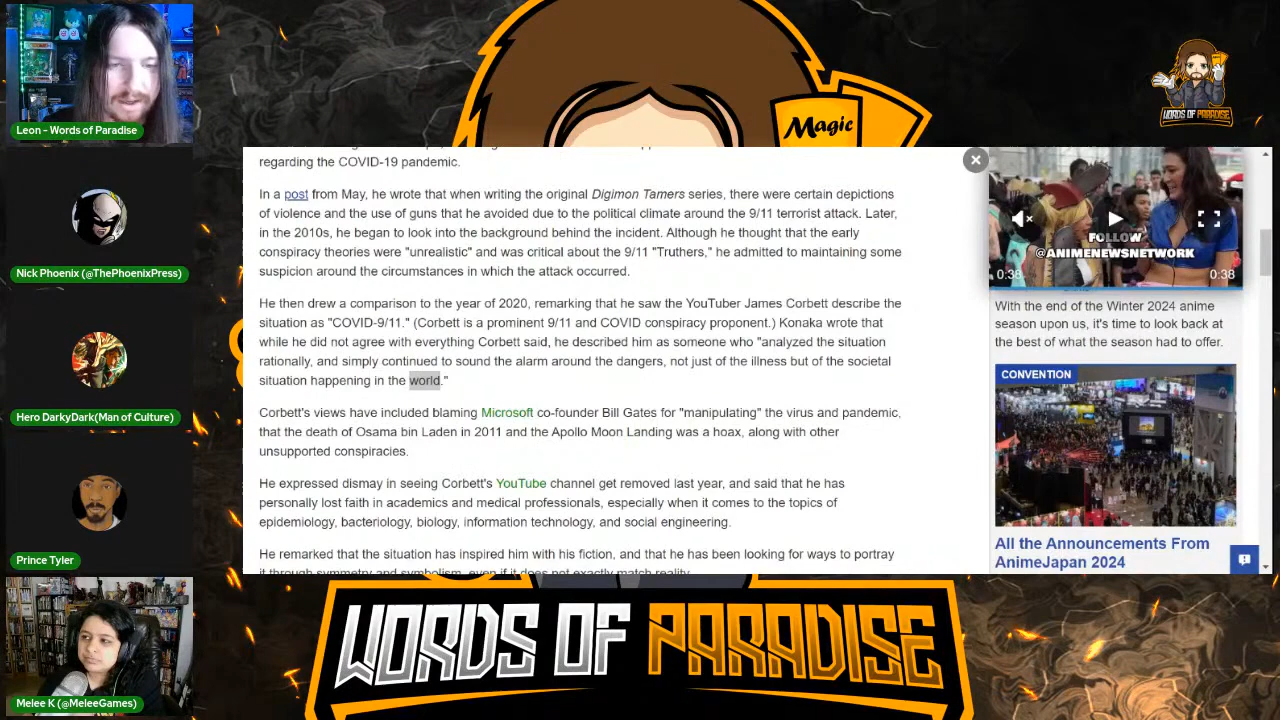 Leon - Words of Paradise
Nick Phoenix (@ThePhoenixPress)
Hero DarkyDark(Man of Culture)
Prince Tyler
Melee K (@MeleeGames)
Magic
WORDS OF PARADISE
regarding the COVID-19 pandemic.
In a post from May, he wrote that when writing the original Digimon Tamers series, there were certain depictions
of violence and the use of guns that he avoided due to the political climate around the 9/11 terrorist attack. Later,
in the 2010s, he began to look into the background behind the incident. Although he thought that the early
conspiracy theories were "unrealistic" and was critical about the 9/11 "Truthers," he admitted to maintaining some
suspicion around the circumstances in which the attack occurred.
He then drew a comparison to the year of 2020, remarking that he saw the YouTuber James Corbett describe the
situation as "COVID-9/11." (Corbett is a prominent 9/11 and COVID conspiracy proponent.) Konaka wrote that
while he did not agree with everything Corbett said, he described him as someone who "analyzed the situation
rationally, and simply continued to sound the alarm around the dangers, not just of the illness but of the societal
situation happening in the world."
Corbett's views have included blaming Microsoft co-founder Bill Gates for "manipulating" the virus and pandemic,
that the death of Osama bin Laden in 2011 and the Apollo Moon Landing was a hoax, along with other
unsupported conspiracies.
He expressed dismay in seeing Corbett's YouTube channel get removed last year, and said that he has
personally lost faith in academics and medical professionals, especially when it comes to the topics of
epidemiology, bacteriology, biology, information technology, and social engineering.
He remarked that the situation has inspired him with his fiction, and that he has been looking for ways to portray
it through symmetry and symbolism, even if it does not exactly match reality.
FOLLOW
@ANIMENEWSNETWORK
0:38
0:38
With the end of the Winter 2024 anime
season upon us, it's time to look back at
the best of what the season had to offer.
CONVENTION
All the Announcements From
AnimeJapan 2024
WORDS OF PARADISE